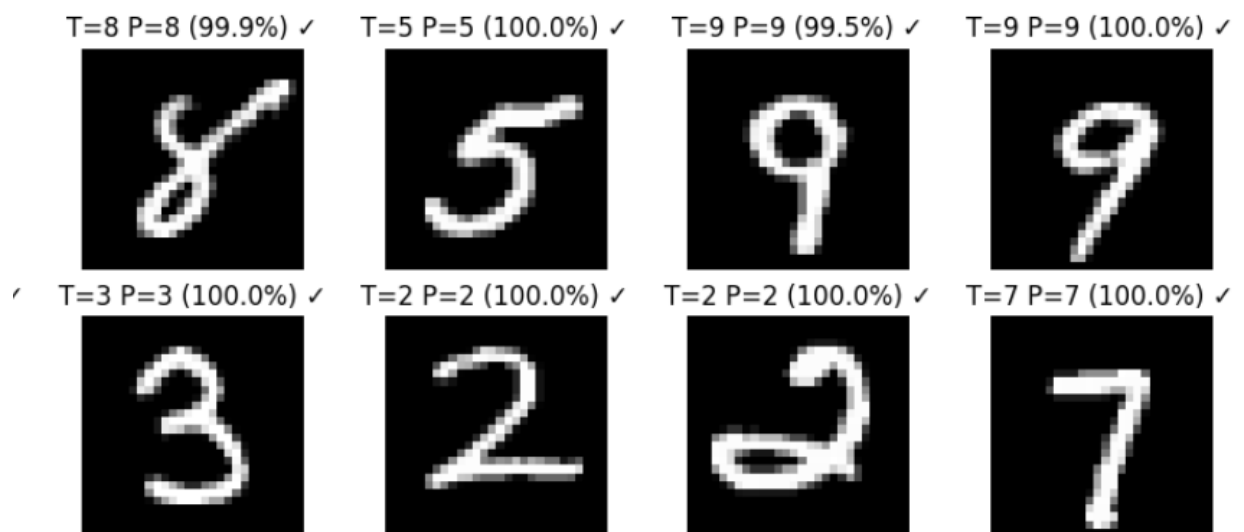 T=8 P=8 (99.9%) ✓ T=5 P=5 (100.0%) ✓ T=9 P=9 (99.5%) ✓ T=9 P=9 (100.0%) ✓
8 5 9 9
✓ T=3 P=3 (100.0%) ✓ T=2 P=2 (100.0%) ✓ T=2 P=2 (100.0%) ✓ T=7 P=7 (100.0%) ✓
3 2 2 7